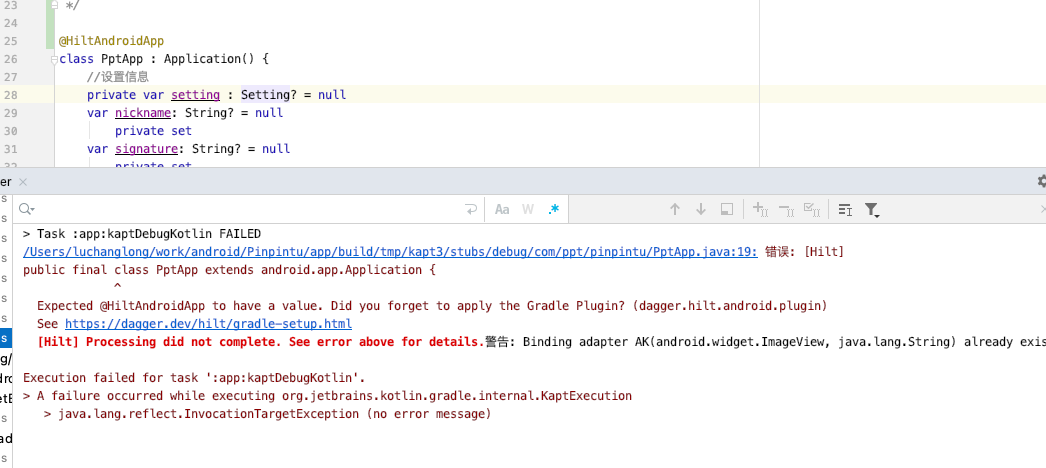 23 */
24
25 @HiltAndroidApp
26 class PptApp : Application() {
27 //设置信息
28 private var setting : Setting? = null
29 var nickname: String? = null
30 private set
31 var signature: String? = null
32 private set
er ×
Aa W .*
> Task :app:kaptDebugKotlin FAILED
/Users/luchanglong/work/android/Pinpintu/app/build/tmp/kapt3/stubs/debug/com/ppt/pinpintu/PptApp.java:19: 错误: [Hilt]
public final class PptApp extends android.app.Application {
^
Expected @HiltAndroidApp to have a value. Did you forget to apply the Gradle Plugin? (dagger.hilt.android.plugin)
See https://dagger.dev/hilt/gradle-setup.html
[Hilt] Processing did not complete. See error above for details.警告: Binding adapter AK(android.widget.ImageView, java.lang.String) already exis
Execution failed for task ':app:kaptDebugKotlin'.
> A failure occurred while executing org.jetbrains.kotlin.gradle.internal.KaptExecution
> java.lang.reflect.InvocationTargetException (no error message)